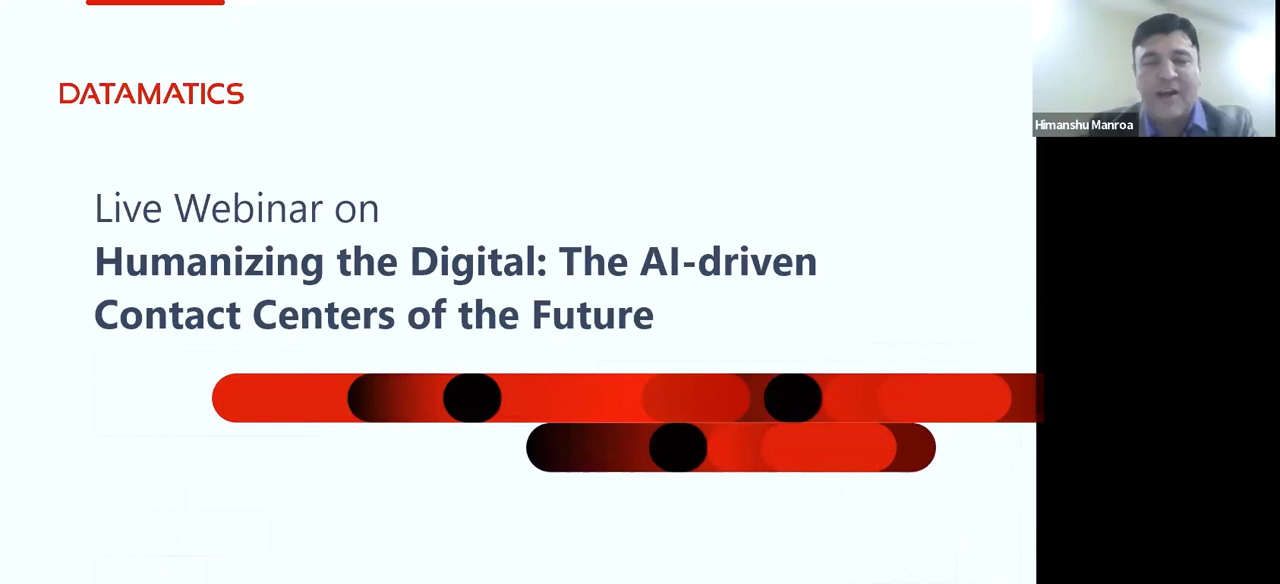 DATAMATICS
Live Webinar on
Humanizing the Digital: The AI-driven
Contact Centers of the Future
Himanshu Manroa